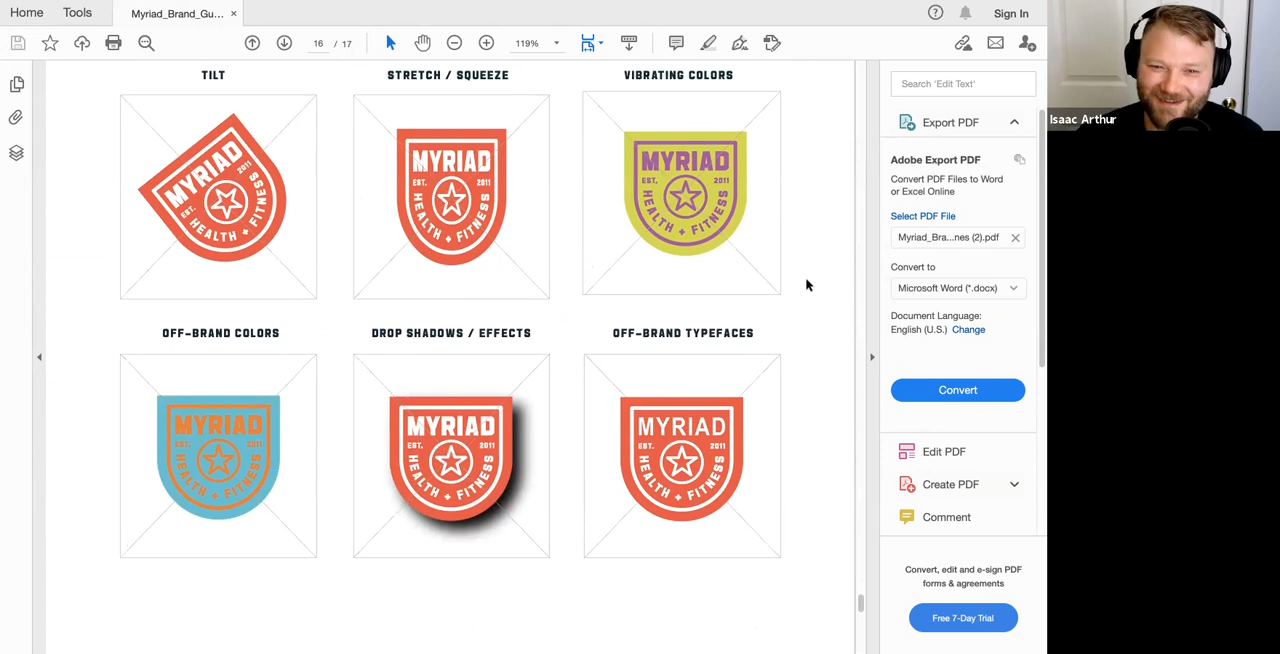 Home
Tools
Myriad_Brand_Gu... ×
Sign In
16 / 17
119%
TILT
STRETCH / SQUEEZE
VIBRATING COLORS
MYRIAD
EST. 2011
HEALTH + FITNESS
MYRIAD
EST. 2011
HEALTH + FITNESS
MYRIAD
EST. 2011
HEALTH + FITNESS
OFF-BRAND COLORS
DROP SHADOWS / EFFECTS
OFF-BRAND TYPEFACES
MYRIAD
EST. 2011
HEALTH + FITNESS
MYRIAD
EST. 2011
HEALTH + FITNESS
MYRIAD
EST. 2011
HEALTH + FITNESS
Search 'Edit Text'
Export PDF
Adobe Export PDF
Convert PDF Files to Word
or Excel Online
Select PDF File
Myriad_Bra...nes (2).pdf
Convert to
Microsoft Word (*.docx)
Document Language:
English (U.S.) Change
Convert
Edit PDF
Create PDF
Comment
Convert, edit and e-sign PDF
forms & agreements
Free 7-Day Trial
Isaac Arthur